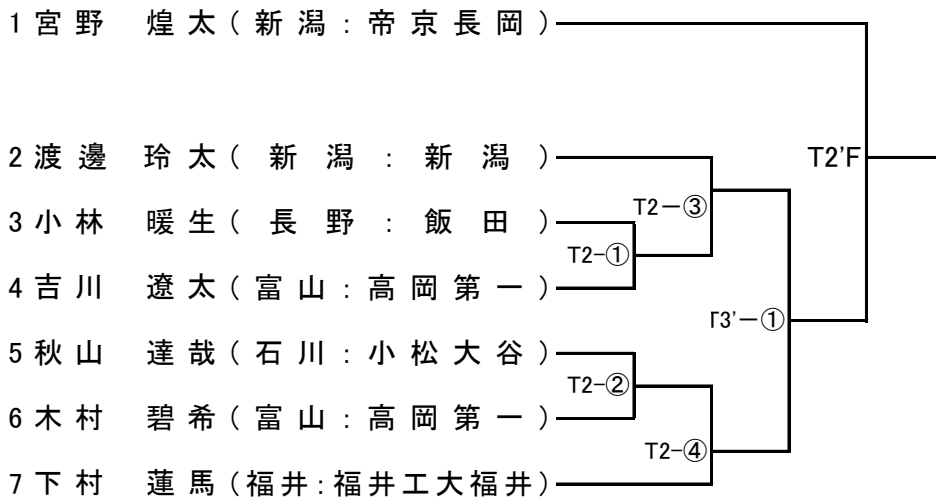 1 宮野 煌太(新潟:帝京長岡)
2 渡邊 玲太(新潟:新潟)
T2'F
T2-③
3 小林 暖生(長野:飯田)
T2-①
4 吉川 遼太(富山:高岡第一)
Γ3'-①
5 秋山 達哉(石川:小松大谷)
T2-②
6 木村 碧希(富山:高岡第一)
T2-④
7 下村 蓮馬(福井:福井工大福井)